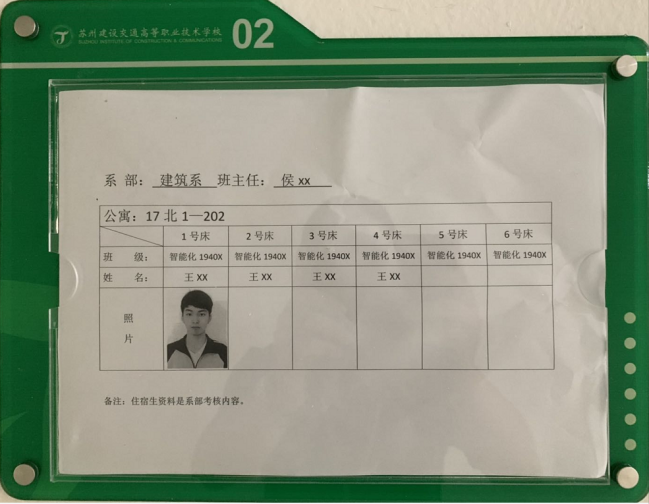 苏州建设交通高等职业技术学校 02
SUZHOU INSTITUTE OF CONSTRUCTION & COMMUNICATIONS
系 部： 建筑系 班主任： 侯 xx
公寓：17 北 1—202
1 号床 2 号床 3 号床 4 号床 5 号床 6 号床
班 级： 智能化 1940X 智能化 1940X 智能化 1940X 智能化 1940X 智能化 1940X 智能化 1940X
姓 名： 王 XX 王 XX 王 XX 王 XX
照
片
备注：住宿生资料是系部考核内容。